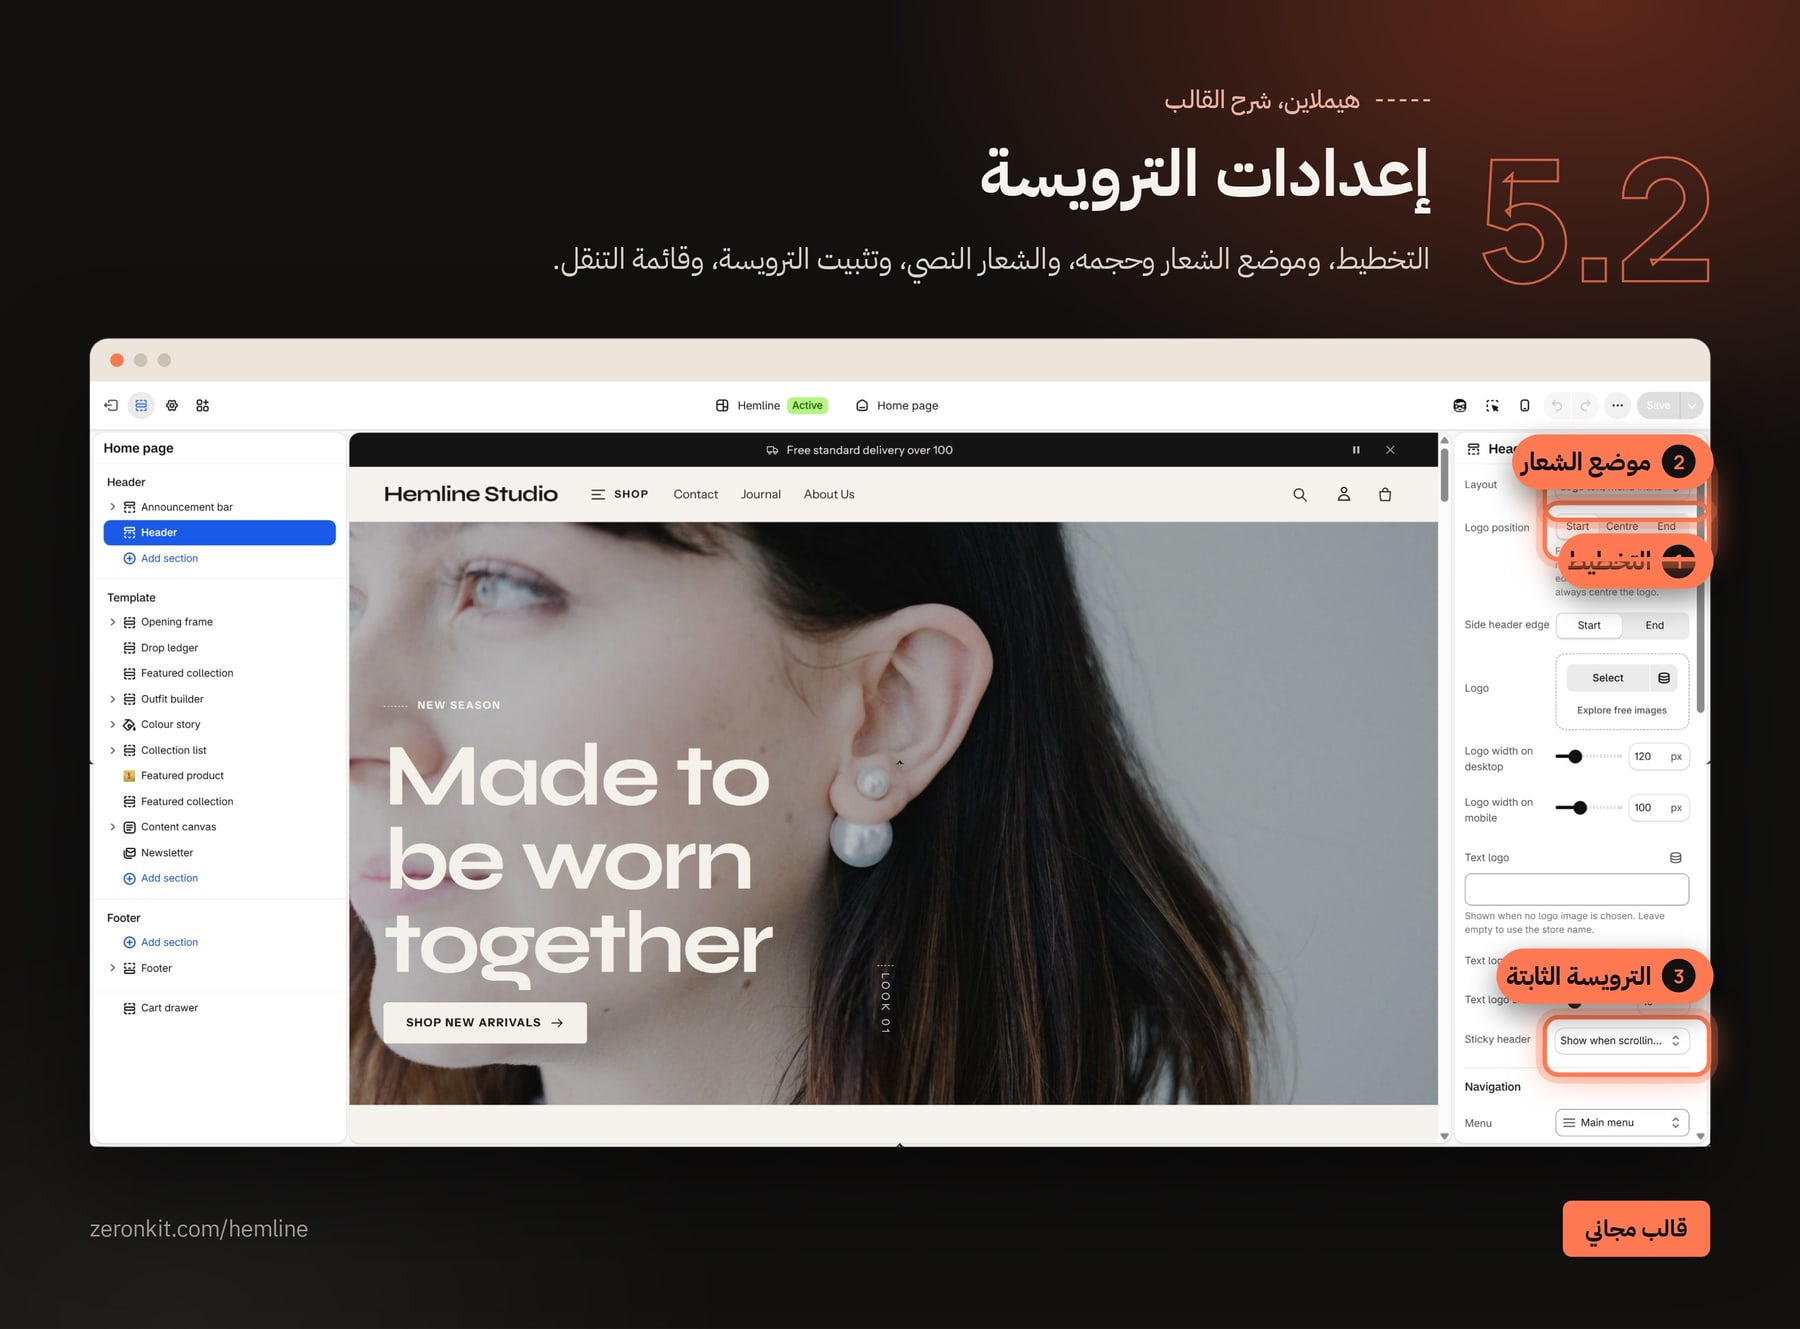 هيملاين، شرح القالب
إعدادات الترويسة
5.2
التخطيط، وموضع الشعار وحجمه، والشعار النصي، وتثبيت الترويسة، وقائمة التنقل.
Hemline Active Home page
Save
Home page
Header
Announcement bar
Header
Add section
Template
Opening frame
Drop ledger
Featured collection
Outfit builder
Colour story
Collection list
Featured product
Featured collection
Content canvas
Newsletter
Add section
Footer
Add section
Footer
Cart drawer
Free standard delivery over 100
Hemline Studio SHOP Contact Journal About Us
NEW SEASON
Made to
be worn
together
SHOP NEW ARRIVALS
LOOK 01
2 موضع الشعار
Layout
Logo position Start Centre End
1 التخطيط
always centre the logo.
Side header edge Start End
Logo Select
Explore free images
Logo width on
desktop 120 px
Logo width on
mobile 100 px
Text logo
Shown when no logo image is chosen. Leave
empty to use the store name.
3 الترويسة الثابتة
Text logo
Sticky header Show when scrollin...
Navigation
Menu Main menu
zeronkit.com/hemline
قالب مجاني